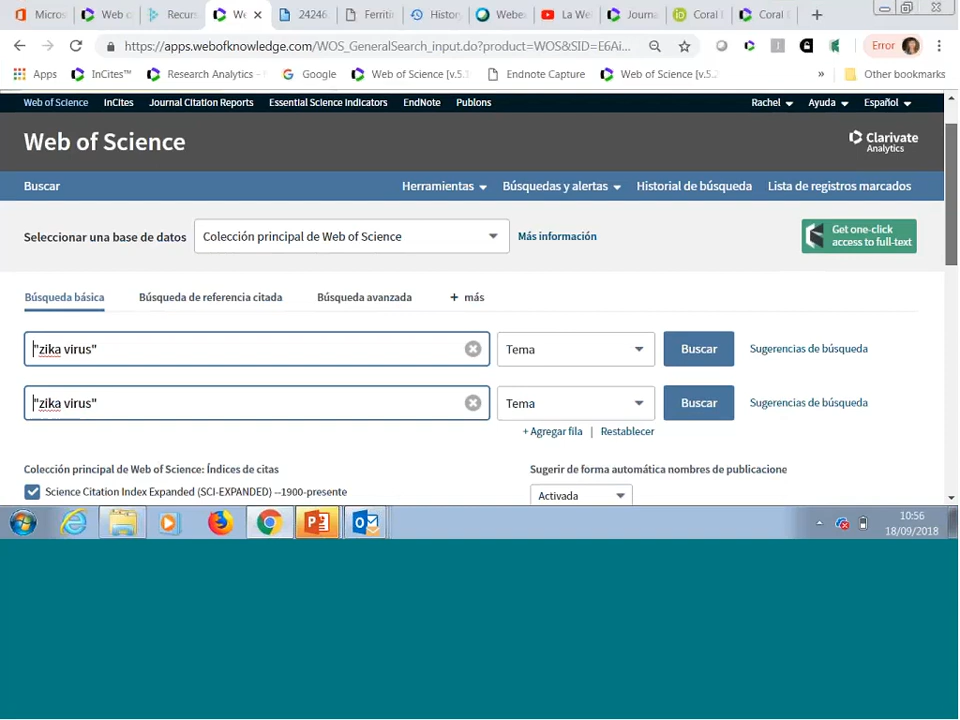 Micros
Web o
Recurs
We
24246
Ferriti
Histor
Webex
La We
Journa
Coral
Coral
https://apps.webofknowledge.com/WOS_GeneralSearch_input.do?product=WOS&SID=E6Ai...
Error
Apps
InCites™
Research Analytics -
Google
Web of Science [v.5.
Endnote Capture
Web of Science [v.5.2
»
Other bookmarks
Web of Science
InCites
Journal Citation Reports
Essential Science Indicators
EndNote
Publons
Rachel
Ayuda
Español
Web of Science
Clarivate
Analytics
Buscar
Herramientas
Búsquedas y alertas
Historial de búsqueda
Lista de registros marcados
Seleccionar una base de datos
Colección principal de Web of Science
Más información
Get one-click
access to full-text
Búsqueda básica
Búsqueda de referencia citada
Búsqueda avanzada
+ más
"zika virus"
Tema
Buscar
Sugerencias de búsqueda
"zika virus"
Tema
Buscar
Sugerencias de búsqueda
+ Agregar fila | Restablecer
Colección principal de Web of Science: Índices de citas
Sugerir de forma automática nombres de publicacione
Science Citation Index Expanded (SCI-EXPANDED) --1900-presente
Activada
10:56
18/09/2018